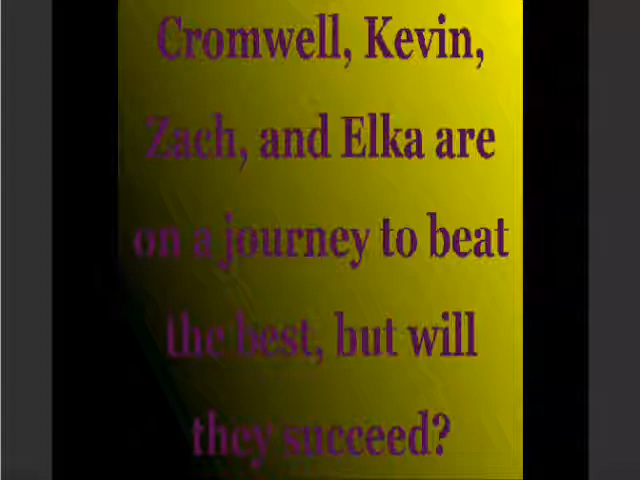 Cromwell, Kevin,
Zach, and Elka are
on a journey to beat
the best, but will
they succeed?